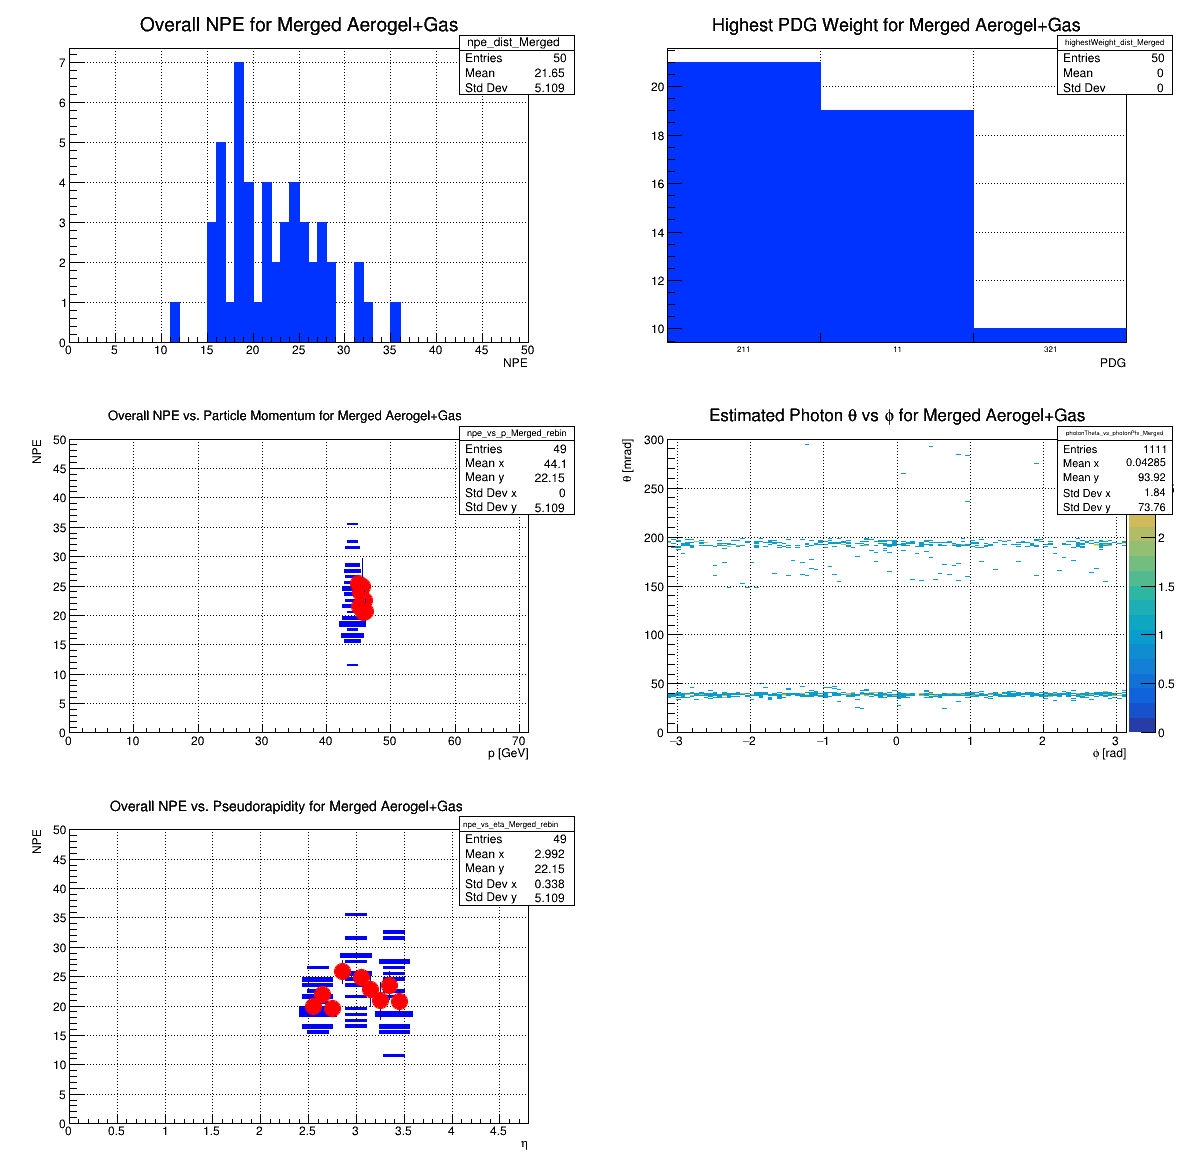 Overall NPE for Merged Aerogel+Gas
npe_dist_Merged
Entries 50
Mean 21.65
Std Dev 5.109
7
6
5
4
3
2
1
0
0 5 10 15 20 25 30 35 40 45 50
NPE
Highest PDG Weight for Merged Aerogel+Gas
highestWeight_dist_Merged
Entries 50
Mean 0
Std Dev 0
20
18
16
14
12
10
211 11 321
PDG
Overall NPE vs. Particle Momentum for Merged Aerogel+Gas
npe_vs_p_Merged_rebin
Entries 49
Mean x 44.1
Mean y 22.15
Std Dev x 0
Std Dev y 5.109
NPE
50
45
40
35
30
25
20
15
10
5
0
0 10 20 30 40 50 60 70
p [GeV]
Estimated Photon θ vs ϕ for Merged Aerogel+Gas
photonTheta_vs_photonPhi_Merged
Entries 1111
Mean x 0.04285
Mean y 93.92
Std Dev x 1.84
Std Dev y 73.76
θ [mrad]
300
250
200
150
100
50
0
−3 −2 −1 0 1 2 3
ϕ [rad]
2
1.5
1
0.5
0
Overall NPE vs. Pseudorapidity for Merged Aerogel+Gas
npe_vs_eta_Merged_rebin
Entries 49
Mean x 2.992
Mean y 22.15
Std Dev x 0.338
Std Dev y 5.109
NPE
50
45
40
35
30
25
20
15
10
5
0
0 0.5 1 1.5 2 2.5 3 3.5 4 4.5
η